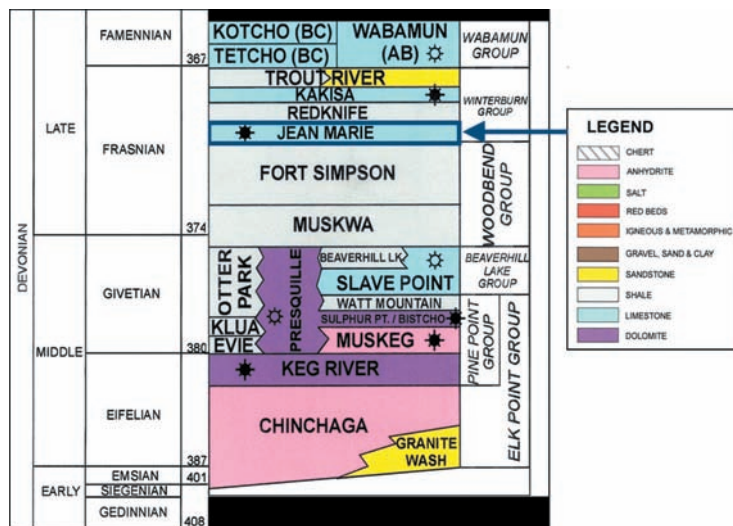 DEVONIAN
LATE
MIDDLE
EARLY
FAMENNIAN
FRASNIAN
GIVETIAN
EIFELIAN
EMSIAN
SIEGENIAN
GEDINNIAN
367
374
380
387
401
408
KOTCHO (BC)
TETCHO (BC)
WABAMUN
(AB)
TROUT RIVER
KAKISA
REDKNIFE
JEAN MARIE
FORT SIMPSON
MUSKWA
OTTER
PARK
KLUA
EVIE
PRESQUILLE
BEAVERHILL LK
SLAVE POINT
WATT MOUNTAIN
SULPHUR PT. / BISTCHO
MUSKEG
KEG RIVER
CHINCHAGA
GRANITE
WASH
WABAMUN
GROUP
WINTERBURN
GROUP
WOODBEND
GROUP
BEAVERHILL
LAKE
GROUP
PINE POINT
GROUP
ELK POINT GROUP
LEGEND
CHERT
ANHYDRITE
SALT
RED BEDS
IGNEOUS & METAMORPHIC
GRAVEL, SAND & CLAY
SANDSTONE
SHALE
LIMESTONE
DOLOMITE